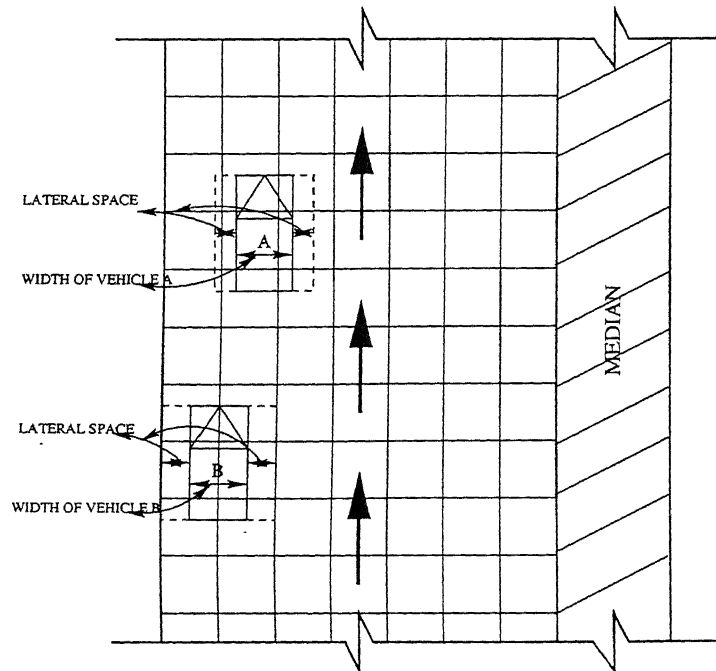 LATERAL SPACE
A
WIDTH OF VEHICLE A
MEDIAN
LATERAL SPACE
B
WIDTH OF VEHICLE B